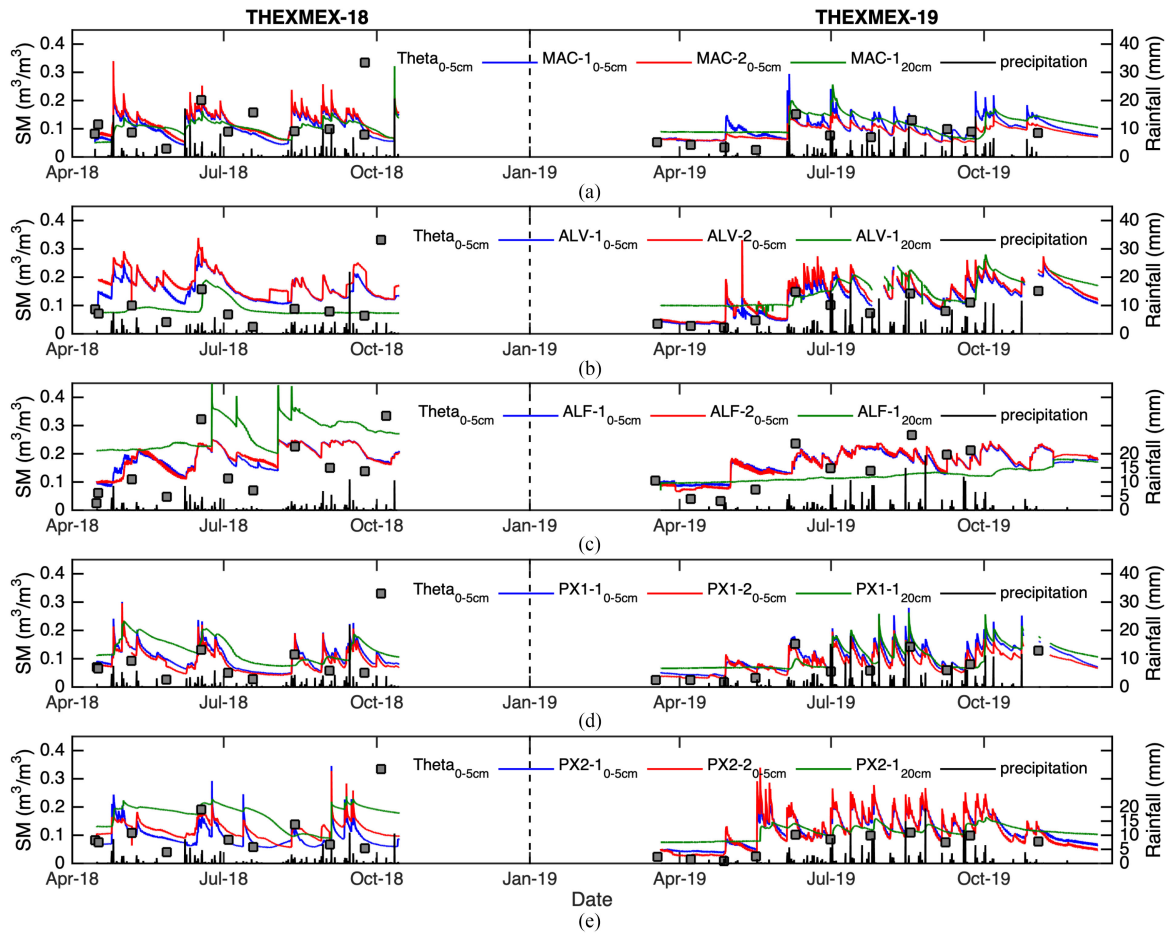 THEXMEX-18 THEXMEX-19
SM (m³/m³) 0.4 0.3 0.2 0.1 0
Theta0-5cm MAC-10-5cm MAC-20-5cm MAC-120cm precipitation
40 30 20 10 0 Rainfall (mm)
Apr-18 Jul-18 Oct-18 Jan-19 Apr-19 Jul-19 Oct-19
(a)
SM (m³/m³) 0.4 0.3 0.2 0.1 0
Theta0-5cm ALV-10-5cm ALV-20-5cm ALV-120cm precipitation
40 30 20 10 0 Rainfall (mm)
Apr-18 Jul-18 Oct-18 Jan-19 Apr-19 Jul-19 Oct-19
(b)
SM (m³/m³) 0.4 0.3 0.2 0.1 0
Theta0-5cm ALF-10-5cm ALF-20-5cm ALF-120cm precipitation
20 15 10 5 0 Rainfall (mm)
Apr-18 Jul-18 Oct-18 Jan-19 Apr-19 Jul-19 Oct-19
(c)
SM (m³/m³) 0.4 0.3 0.2 0.1 0
Theta0-5cm PX1-10-5cm PX1-20-5cm PX1-120cm precipitation
40 30 20 10 0 Rainfall (mm)
Apr-18 Jul-18 Oct-18 Jan-19 Apr-19 Jul-19 Oct-19
(d)
SM (m³/m³) 0.4 0.3 0.2 0.1 0
Theta0-5cm PX2-10-5cm PX2-20-5cm PX2-120cm precipitation
20 15 10 5 0 Rainfall (mm)
Apr-18 Jul-18 Oct-18 Jan-19 Apr-19 Jul-19 Oct-19
Date
(e)